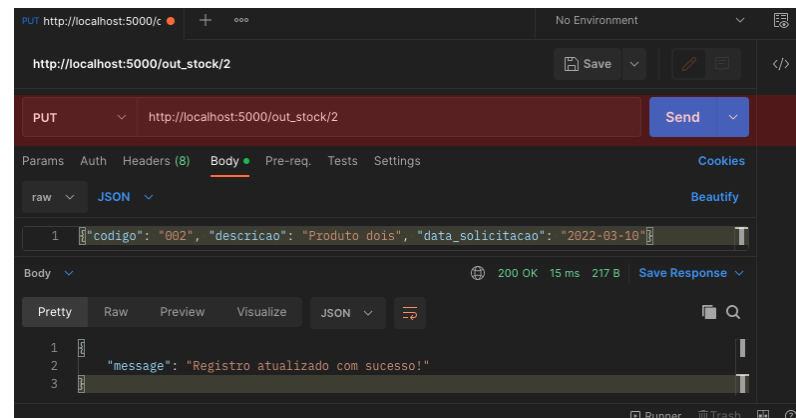 PUT http://localhost:5000/c No Environment
http://localhost:5000/out_stock/2 Save
PUT http://localhost:5000/out_stock/2 Send
Params Auth Headers (8) Body Pre-req. Tests Settings Cookies
raw JSON Beautify
1 {"codigo": "002", "descricao": "Produto dois", "data_solicitacao": "2022-03-10"}
Body 200 OK 15 ms 217 B Save Response
Pretty Raw Preview Visualize JSON
1 {
2 "message": "Registro atualizado com sucesso!"
3 }
Runner Trash